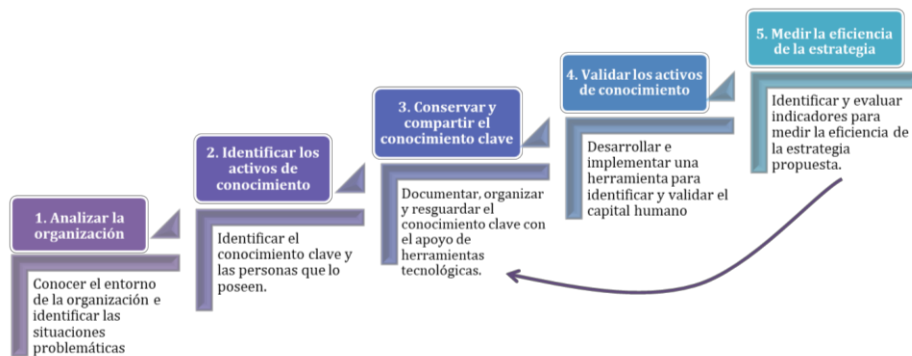 1. Analizar la
organización
Conocer el entorno
de la organización e
identificar las
situaciones
problemáticas
2. Identificar los
activos de
conocimiento
Identificar el
conocimiento clave y
las personas que lo
poseen.
3. Conservar y
compartir el
conocimiento clave
Documentar, organizar
y resguardar el
conocimiento clave con
el apoyo de
herramientas
tecnológicas.
4. Validar los activos
de conocimiento
Desarrollar e
implementar una
herramienta para
identificar y validar el
capital humano
5. Medir la eficiencia
de la estrategia
Identificar y evaluar
indicadores para
medir la eficiencia de
la estrategia
propuesta.